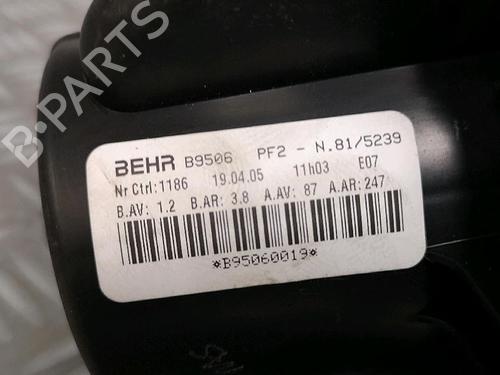 B·PARTS
BEHR B9506 PF2 - N.81/5239
Nr Ctrl:1186 19.04.05 11h03 E07
B.AV: 1.2 B.AR: 3.8 A.AV: 87 A.AR: 247
*B95060019*